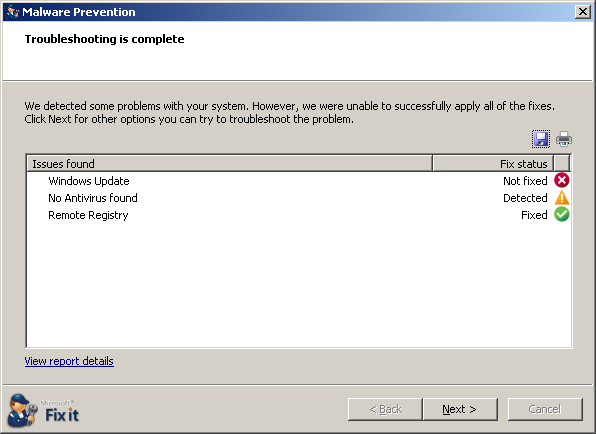 Malware Prevention
Troubleshooting is complete
We detected some problems with your system. However, we were unable to successfully apply all of the fixes.
Click Next for other options you can try to troubleshoot the problem.
Issues found Fix status
Windows Update Not fixed
No Antivirus found Detected
Remote Registry Fixed
View report details
Microsoft®
Fix it
< Back Next > Cancel